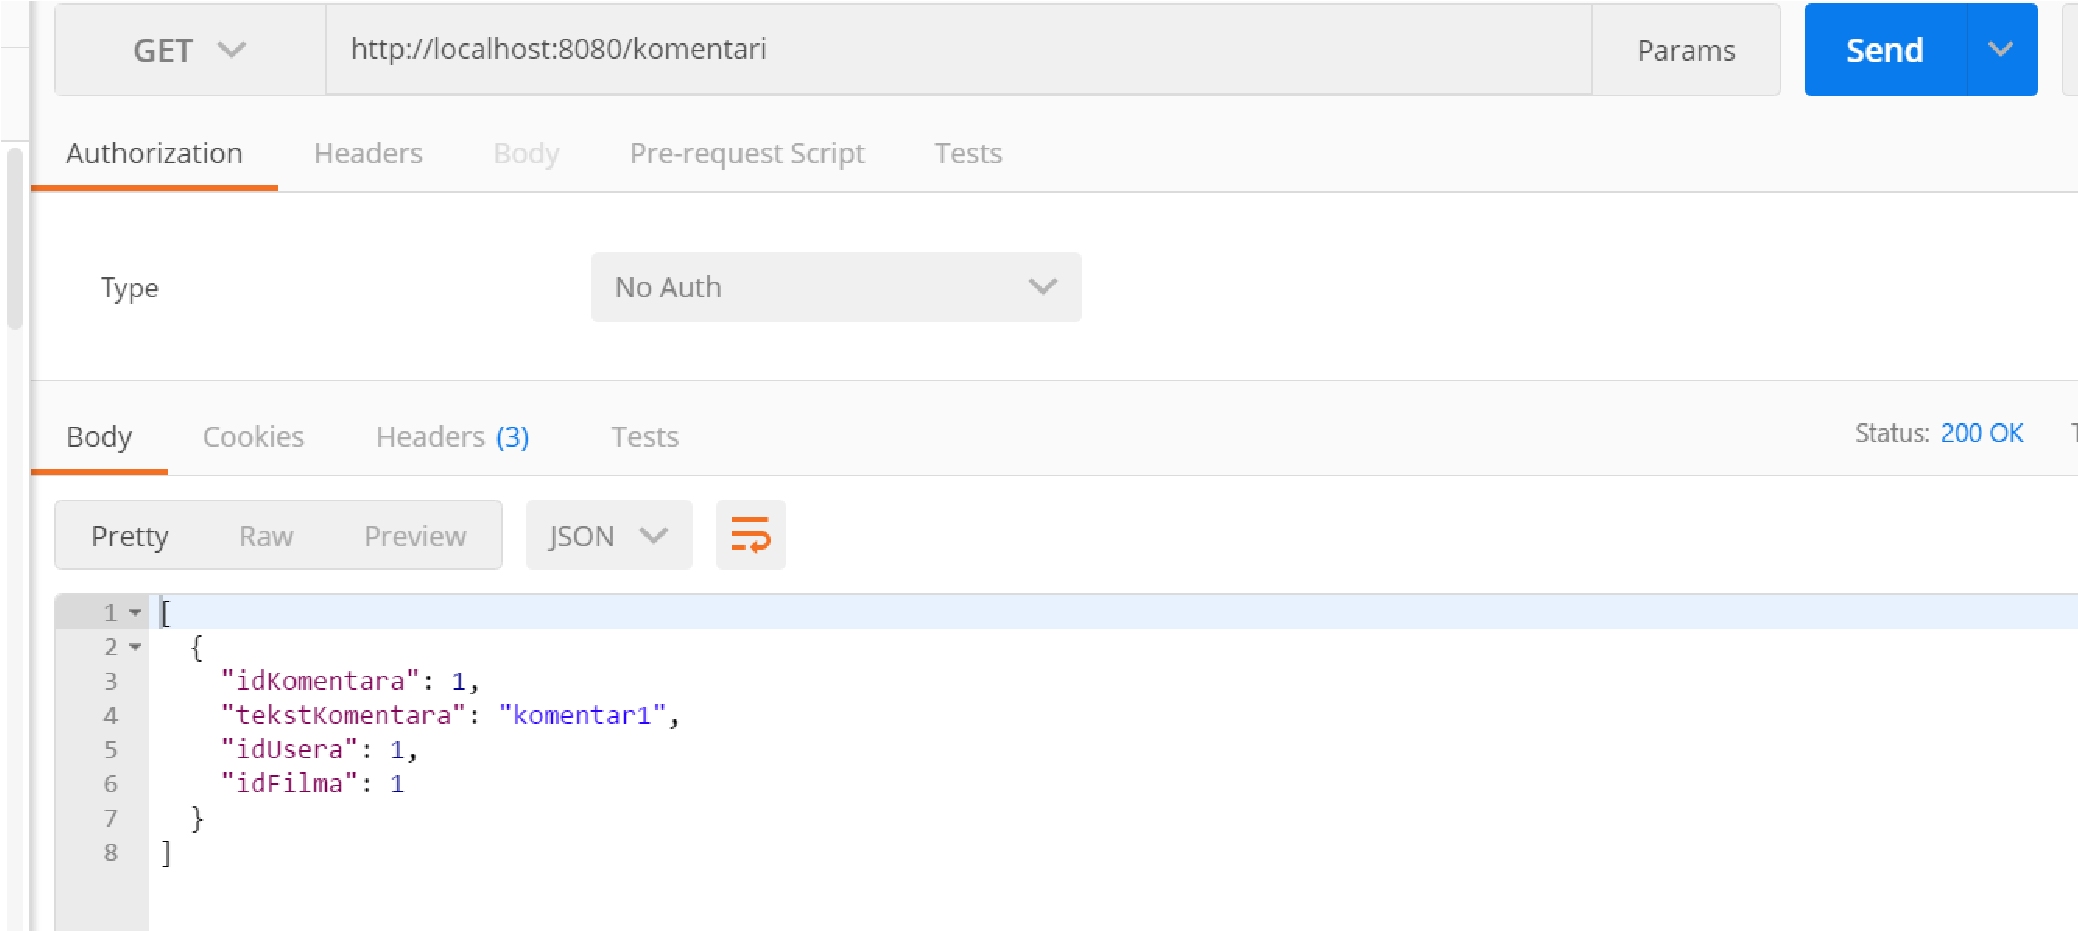 GET http://localhost:8080/komentari Params Send
Authorization Headers Body Pre-request Script Tests
Type No Auth
Body Cookies Headers (3) Tests Status: 200 OK T
Pretty Raw Preview JSON
1 [
2 {
3 "idKomentara": 1,
4 "tekstKomentara": "komentar1",
5 "idUsera": 1,
6 "idFilma": 1
7 }
8 ]